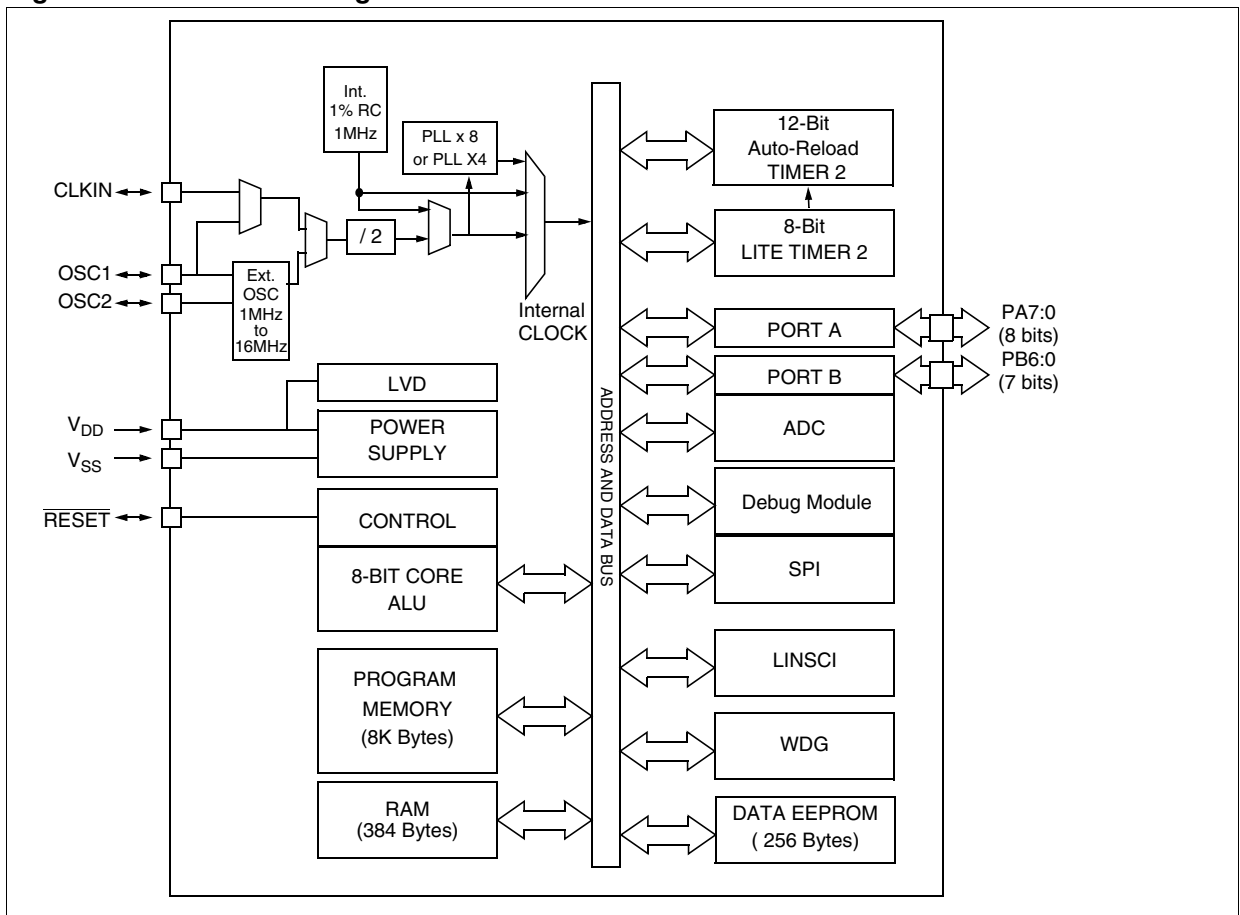 Int.
1% RC
1MHz
PLL x 8
or PLL X4
CLKIN
OSC1
OSC2
/ 2
Ext.
OSC
1MHz
to
16MHz
Internal
CLOCK
LVD
POWER
SUPPLY
VDD
VSS
RESET
CONTROL
8-BIT CORE
ALU
PROGRAM
MEMORY
(8K Bytes)
RAM
(384 Bytes)
ADDRESS AND DATA BUS
12-Bit
Auto-Reload
TIMER 2
8-Bit
LITE TIMER 2
PORT A
PA7:0
(8 bits)
PORT B
PB6:0
(7 bits)
ADC
Debug Module
SPI
LINSCI
WDG
DATA EEPROM
( 256 Bytes)